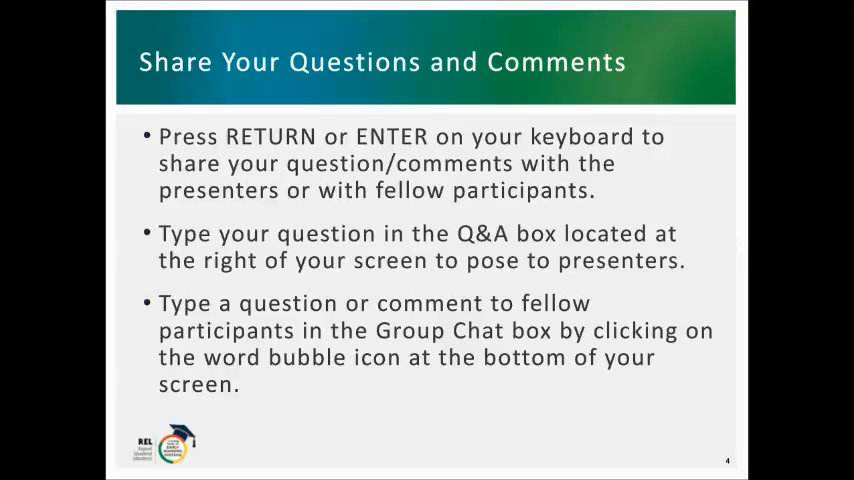 Share Your Questions and Comments
• Press RETURN or ENTER on your keyboard to
share your question/comments with the
presenters or with fellow participants.
• Type your question in the Q&A box located at
the right of your screen to pose to presenters.
• Type a question or comment to fellow
participants in the Group Chat box by clicking on
the word bubble icon at the bottom of your
screen.
REL
EARLY
WARNING
SYSTEMS
4